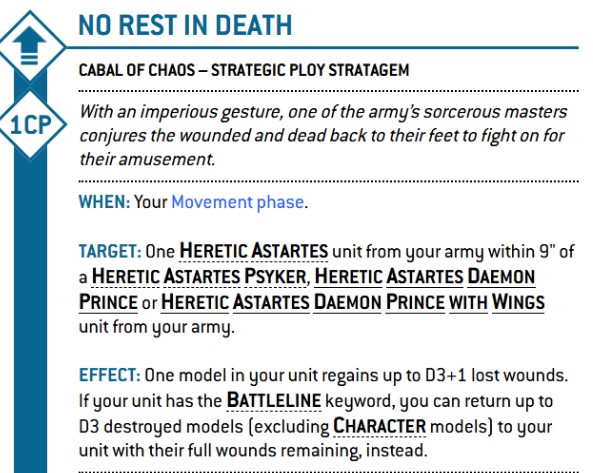 NO REST IN DEATH
CABAL OF CHAOS – STRATEGIC PLOY STRATAGEM
1CP
With an imperious gesture, one of the army's sorcerous masters
conjures the wounded and dead back to their feet to fight on for
their amusement.
WHEN: Your Movement phase.
TARGET: One HERETIC ASTARTES unit from your army within 9" of
a HERETIC ASTARTES PSYKER, HERETIC ASTARTES DAEMON
PRINCE or HERETIC ASTARTES DAEMON PRINCE WITH WINGS
unit from your army.
EFFECT: One model in your unit regains up to D3+1 lost wounds.
If your unit has the BATTLELINE keyword, you can return up to
D3 destroyed models (excluding CHARACTER models) to your
unit with their full wounds remaining, instead.